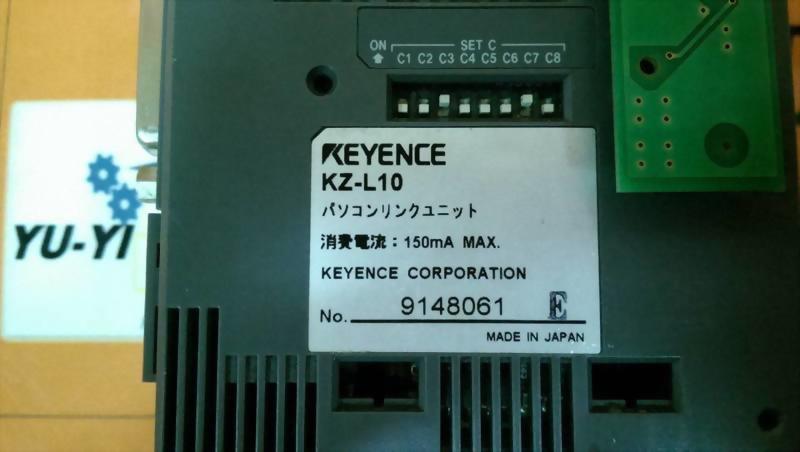 ON SET C
C1 C2 C3 C4 C5 C6 C7 C8
KEYENCE
KZ-L10
パソコンリンクユニット
消費電流：150mA MAX.
KEYENCE CORPORATION
No. 9148061 E
MADE IN JAPAN
YU-YI